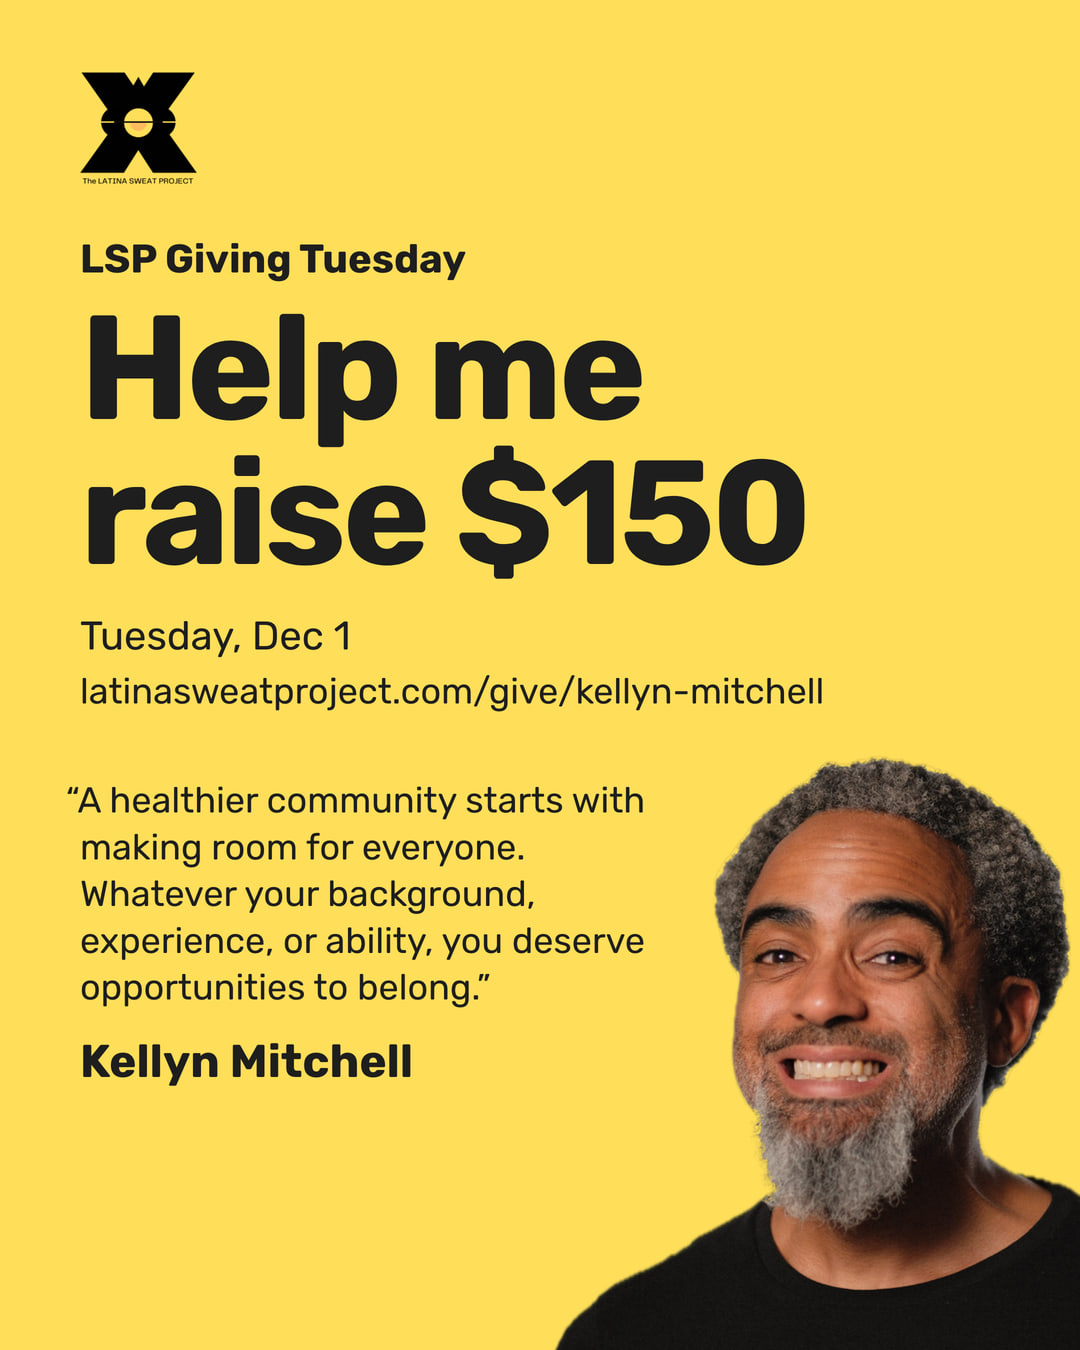 The LATINA SWEAT PROJECT
LSP Giving Tuesday
Help me
raise $150
Tuesday, Dec 1
latinasweatproject.com/give/kellyn-mitchell
“A healthier community starts with
making room for everyone.
Whatever your background,
experience, or ability, you deserve
opportunities to belong.”
Kellyn Mitchell